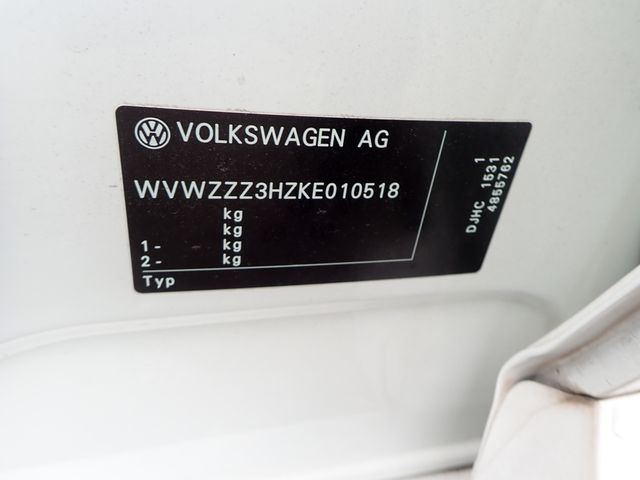 VOLKSWAGEN AG
WVWZZZ3HZKE010518
kg
kg
1- kg
2- kg
Typ
DJHC 1531 1
4855762